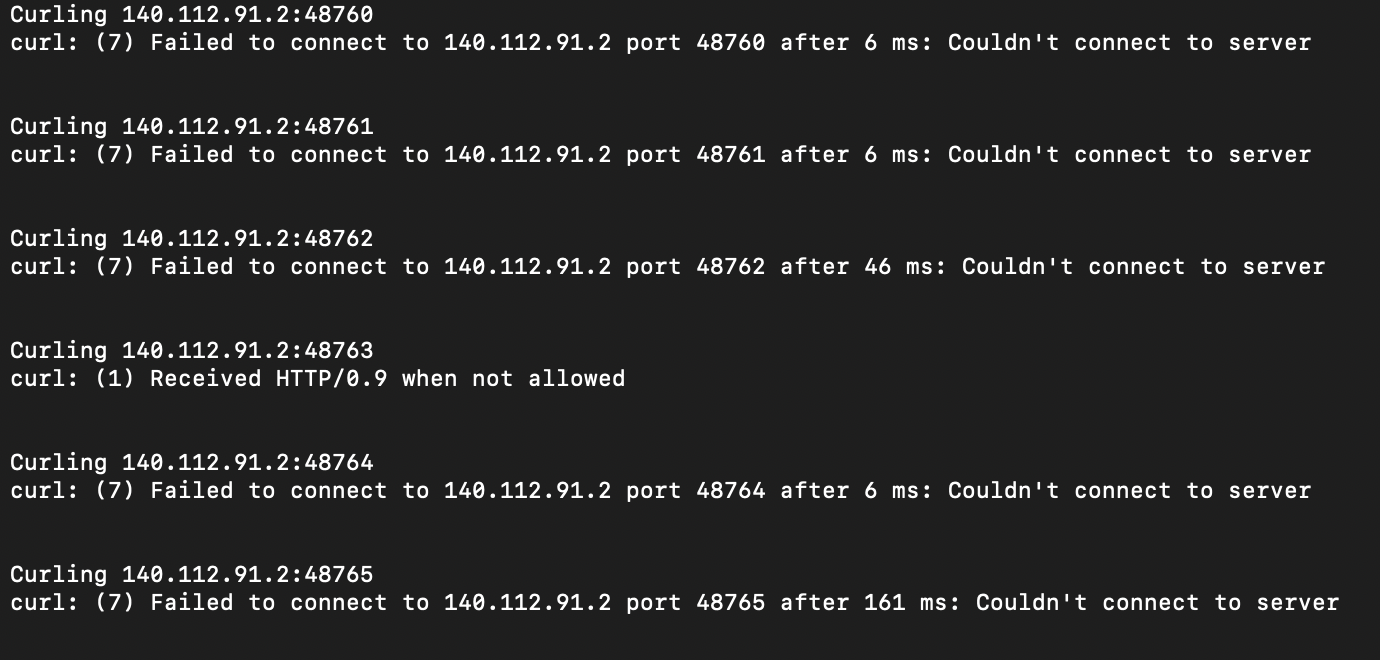 Curling 140.112.91.2:48760
curl: (7) Failed to connect to 140.112.91.2 port 48760 after 6 ms: Couldn't connect to server
Curling 140.112.91.2:48761
curl: (7) Failed to connect to 140.112.91.2 port 48761 after 6 ms: Couldn't connect to server
Curling 140.112.91.2:48762
curl: (7) Failed to connect to 140.112.91.2 port 48762 after 46 ms: Couldn't connect to server
Curling 140.112.91.2:48763
curl: (1) Received HTTP/0.9 when not allowed
Curling 140.112.91.2:48764
curl: (7) Failed to connect to 140.112.91.2 port 48764 after 6 ms: Couldn't connect to server
Curling 140.112.91.2:48765
curl: (7) Failed to connect to 140.112.91.2 port 48765 after 161 ms: Couldn't connect to server